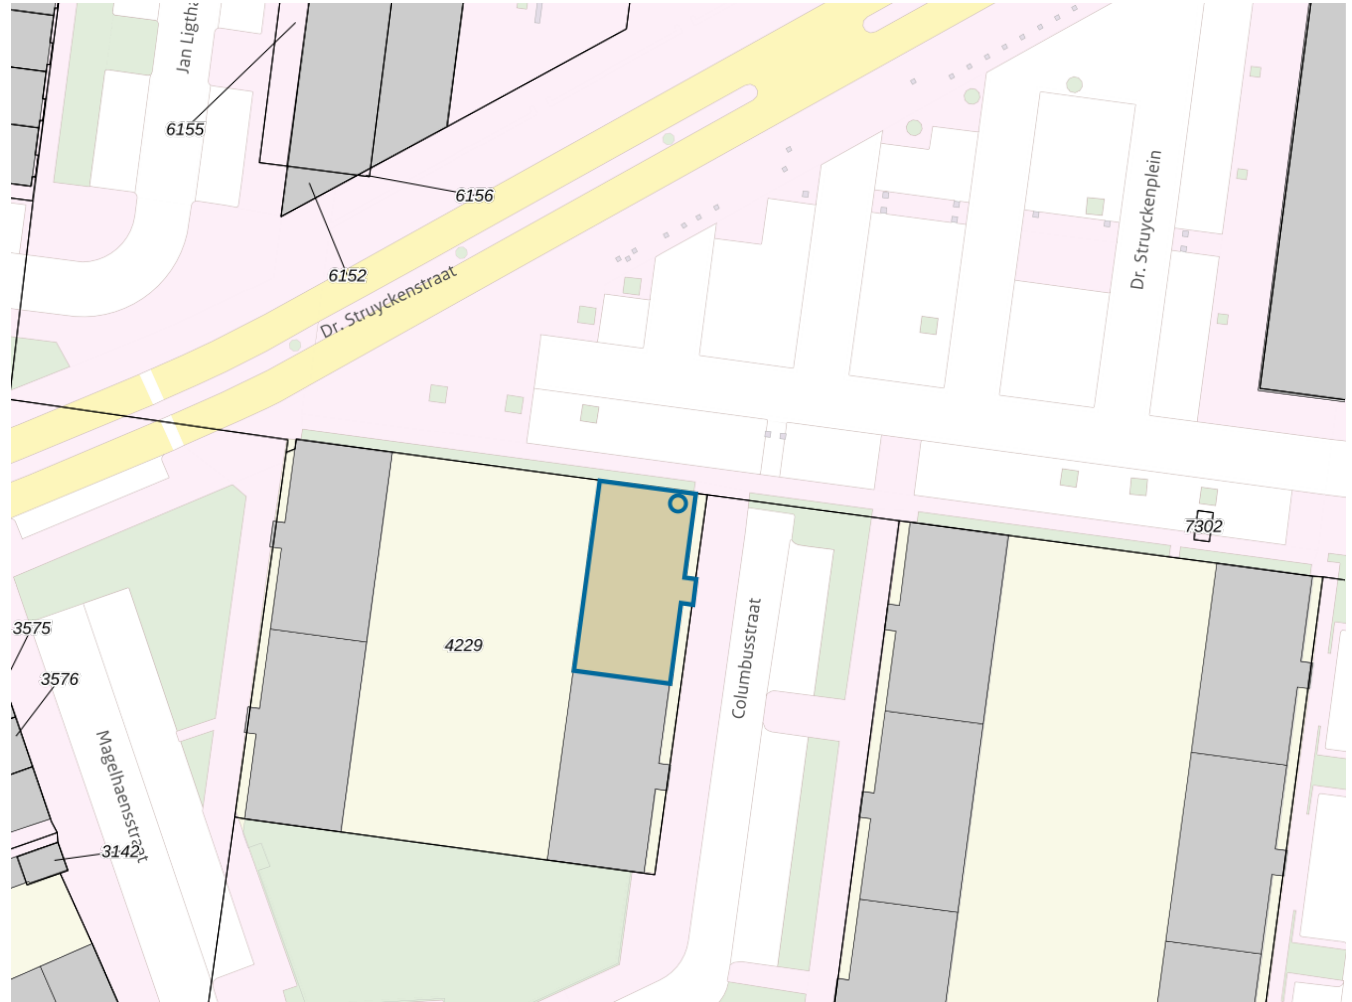 Jan Ligtha
6155
6156
6152
Dr. Struyckenstraat
Dr. Struyckenplein
7302
3575
4229
3576
Columbusstraat
Magelhaensstraat
3142